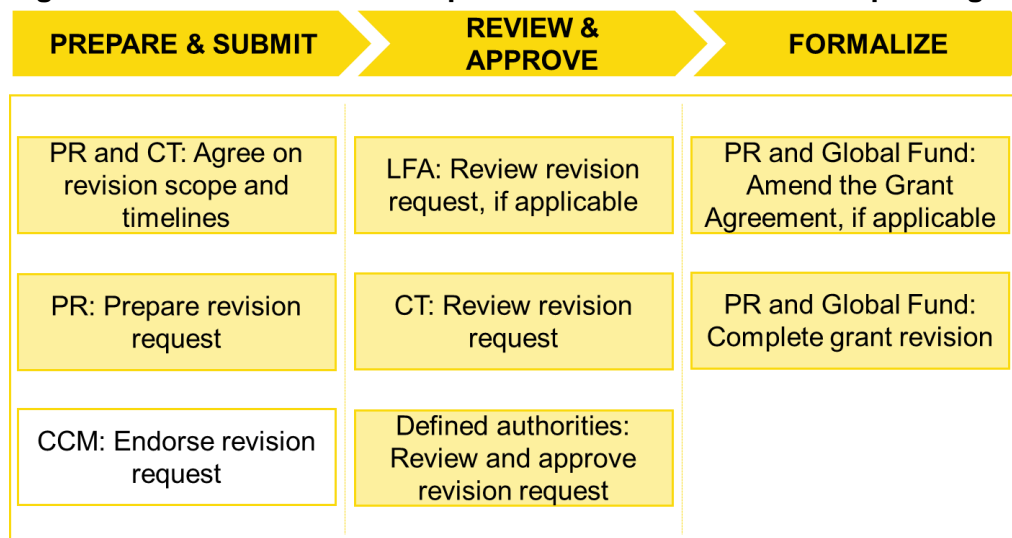 PREPARE & SUBMIT
REVIEW &
APPROVE
FORMALIZE
PR and CT: Agree on
revision scope and
timelines
PR: Prepare revision
request
CCM: Endorse revision
request
LFA: Review revision
request, if applicable
CT: Review revision
request
Defined authorities:
Review and approve
revision request
PR and Global Fund:
Amend the Grant
Agreement, if applicable
PR and Global Fund:
Complete grant revision